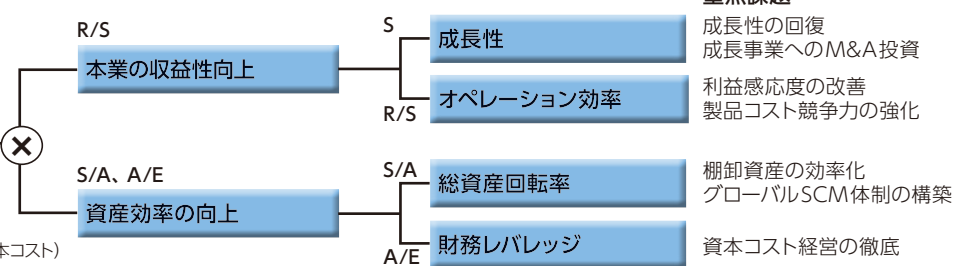 重点課題
R/S
本業の収益性向上
S
成長性
成長性の回復
成長事業へのM&A投資
R/S
オペレーション効率
利益感応度の改善
製品コスト競争力の強化
×
S/A、A/E
資産効率の向上
S/A
総資産回転率
棚卸資産の効率化
グローバルSCM体制の構築
A/E
財務レバレッジ
資本コスト経営の徹底
本コスト）